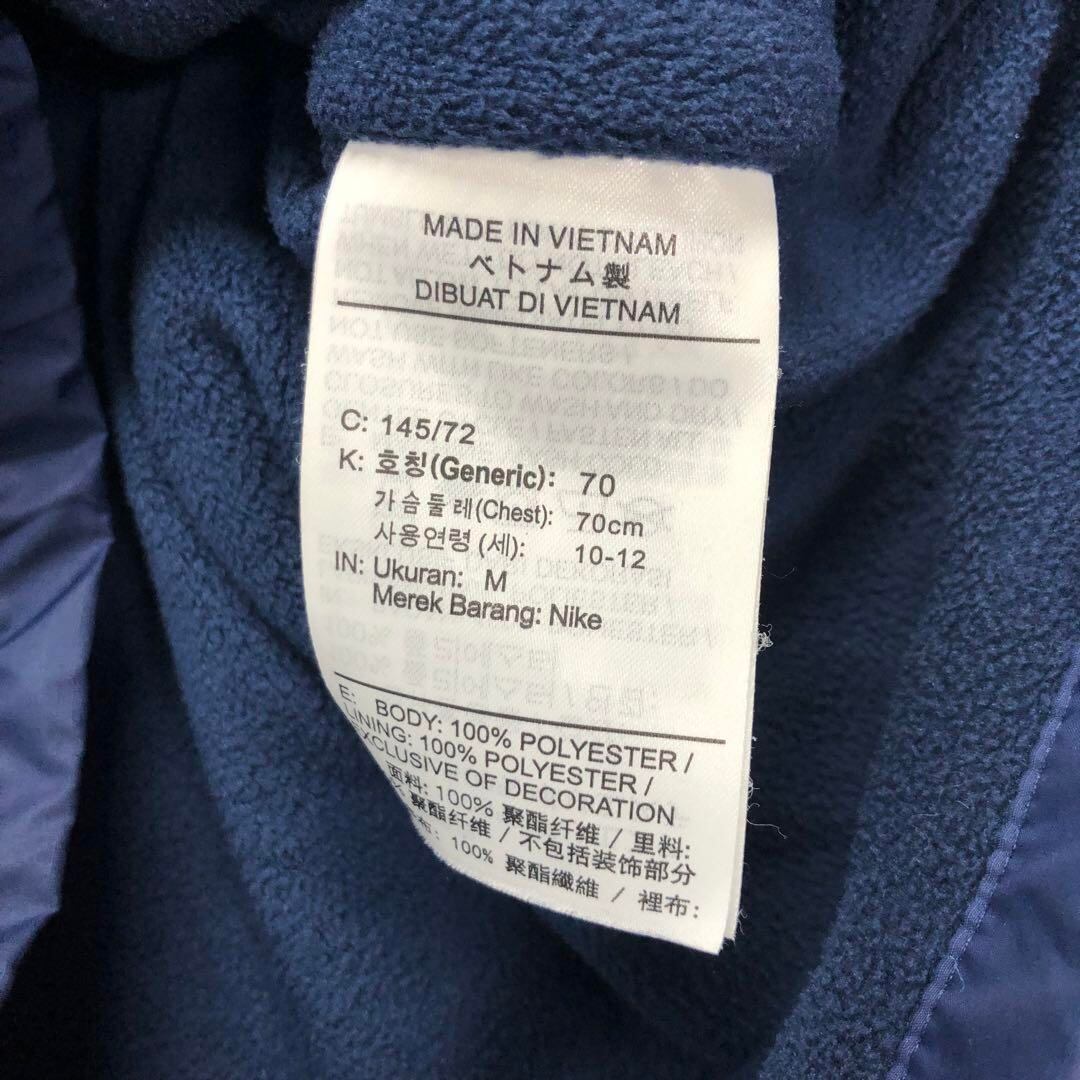 MADE IN VIETNAM
ベトナム製
DIBUAT DI VIETNAM
C: 145/72
K: 호칭(Generic): 70
가슴둘레(Chest): 70cm
사용연령 (세): 10-12
IN: Ukuran: M
Merek Barang: Nike
E: BODY: 100% POLYESTER /
LINING: 100% POLYESTER /
EXCLUSIVE OF DECORATION
面料: 100% 聚酯纤维 / 里料:
聚酯纤维 / 不包括装饰部分
布: 100% 聚酯纖維 / 裡布: